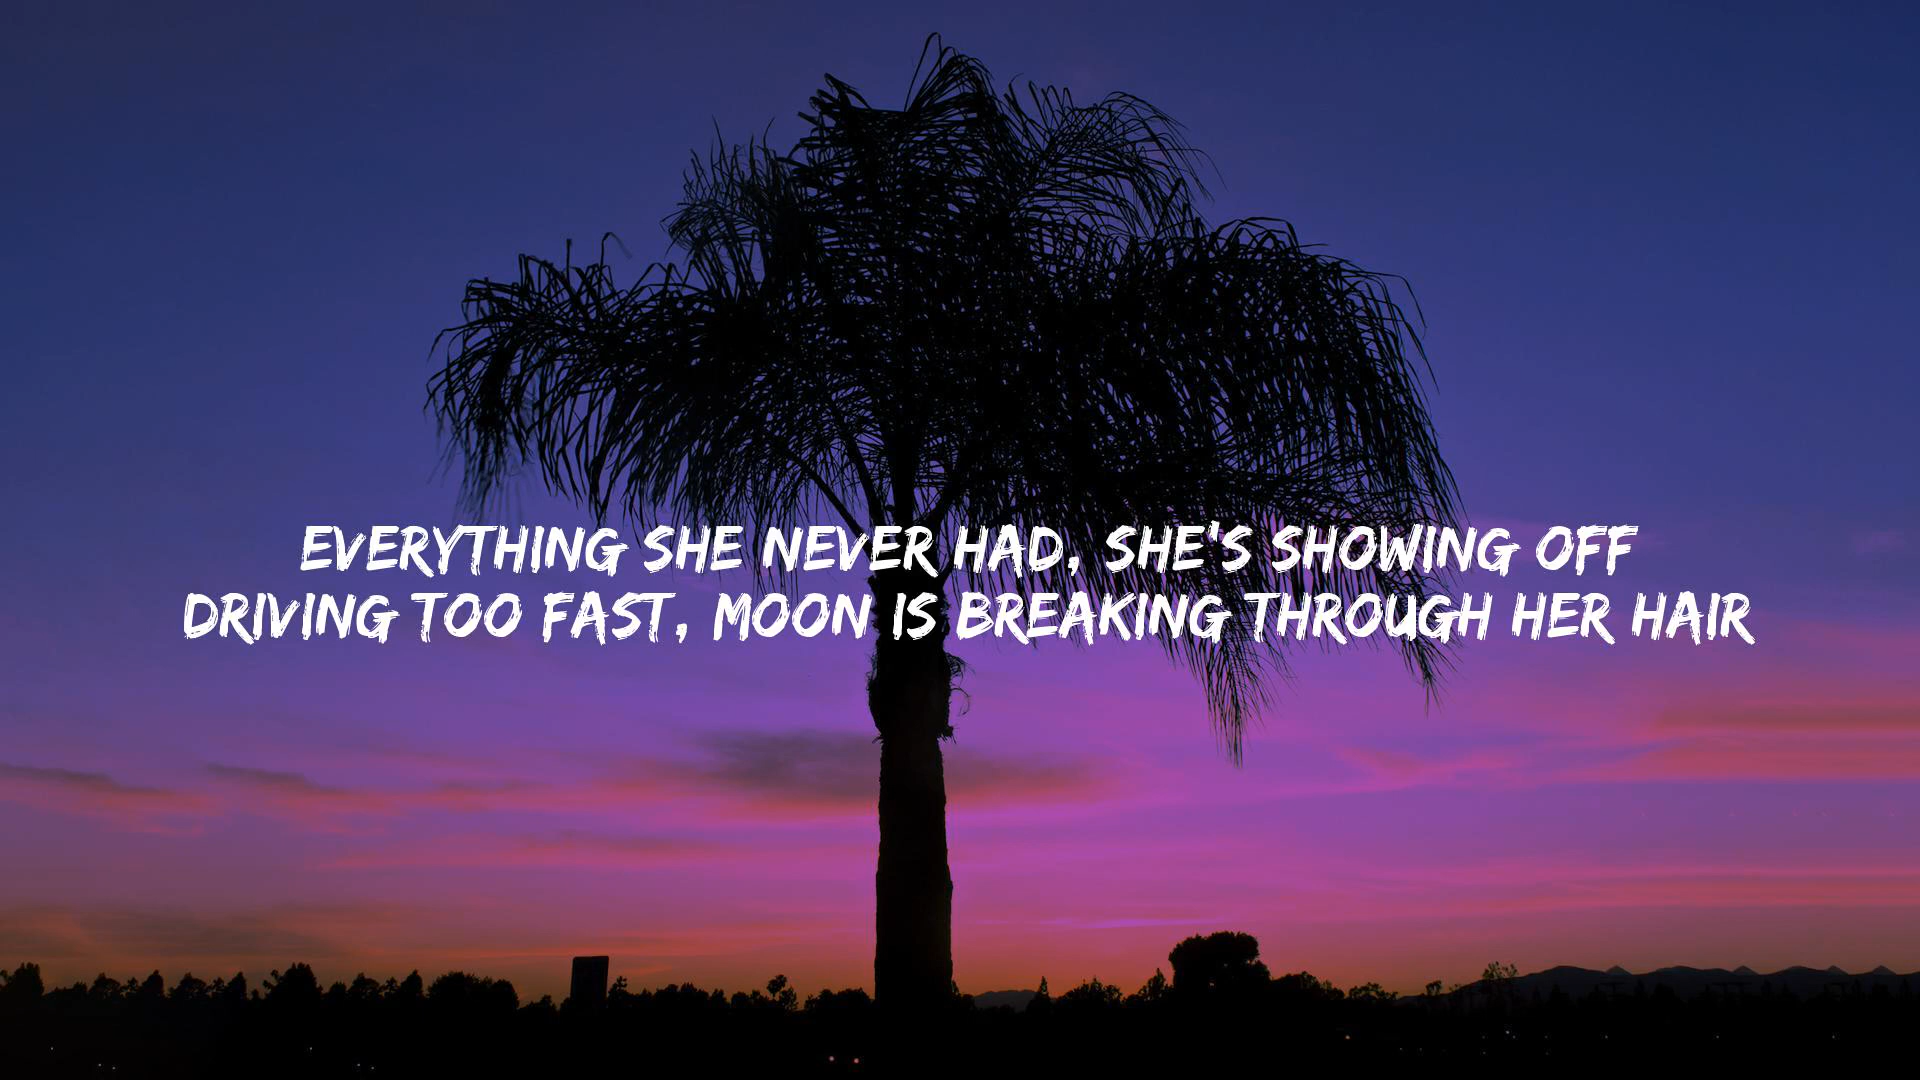 EVERYTHING SHE NEVER HAD, SHE'S SHOWING OFF
DRIVING TOO FAST, MOON IS BREAKING THROUGH HER HAIR